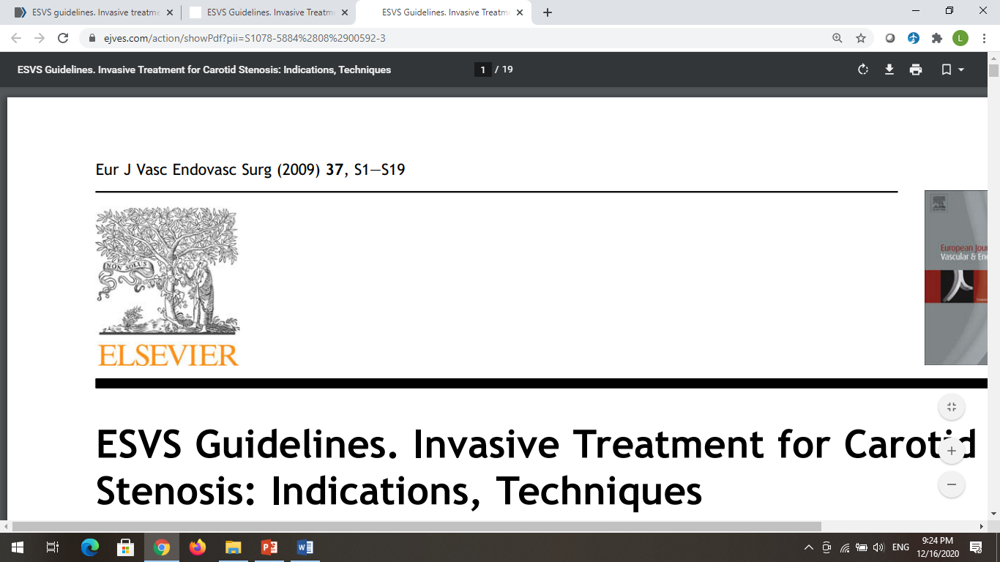 ESVS guidelines. Invasive treatme
ESVS Guidelines. Invasive Treatm
ESVS Guidelines. Invasive Treatm
ejves.com/action/showPdf?pii=S1078-5884%2808%2900592-3
L
ESVS Guidelines. Invasive Treatment for Carotid Stenosis: Indications, Techniques
1 / 19
Eur J Vasc Endovasc Surg (2009) 37, S1—S19
NON SOLUS
ELSEVIER
European Jou
Vascular & En
ESVS Guidelines. Invasive Treatment for Carotid
Stenosis: Indications, Techniques
ENG
9:24 PM
12/16/2020